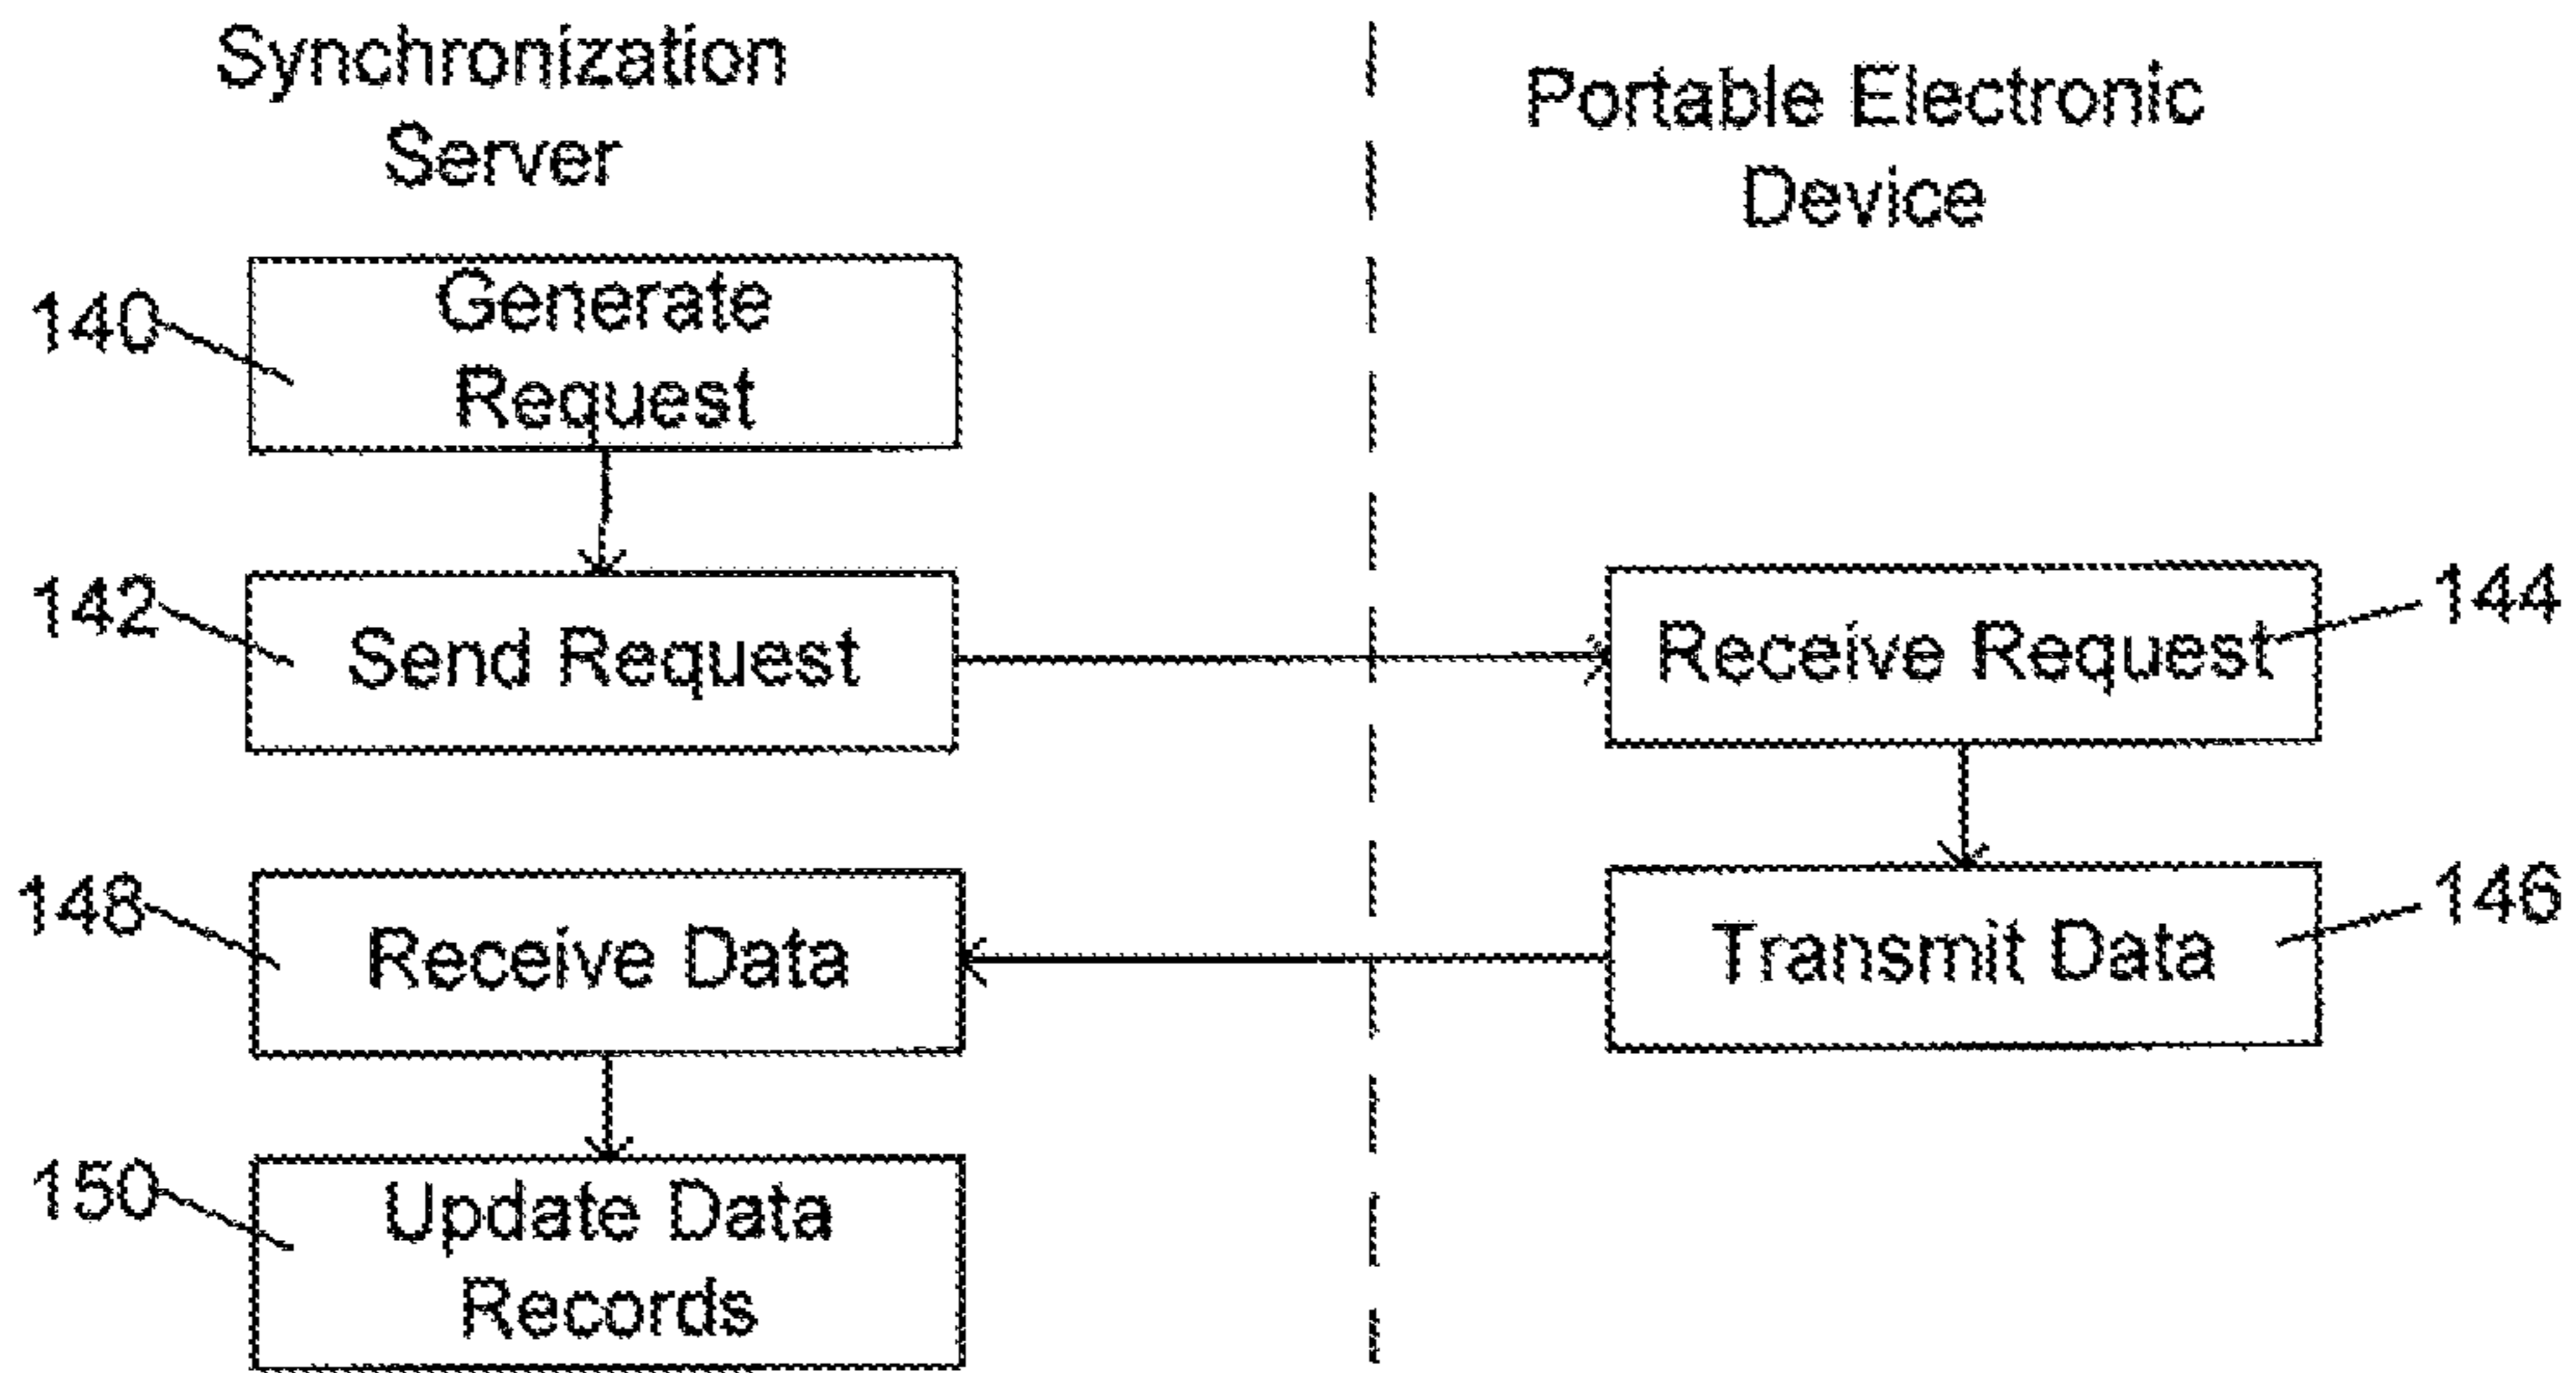 Synchronization
Server
Portable Electronic
Device
140
Generate
Request
142
Send Request
Receive Request
144
148
Receive Data
Transmit Data
146
150
Update Data
Records